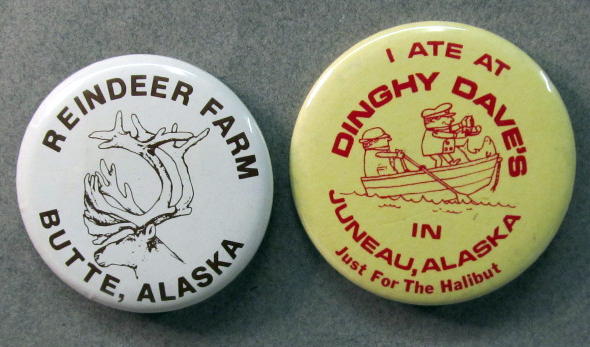 REINDEER FARM
BUTTE, ALASKA
I ATE AT
DINGHY DAVE'S
IN
JUNEAU, ALASKA
Just For The Halibut